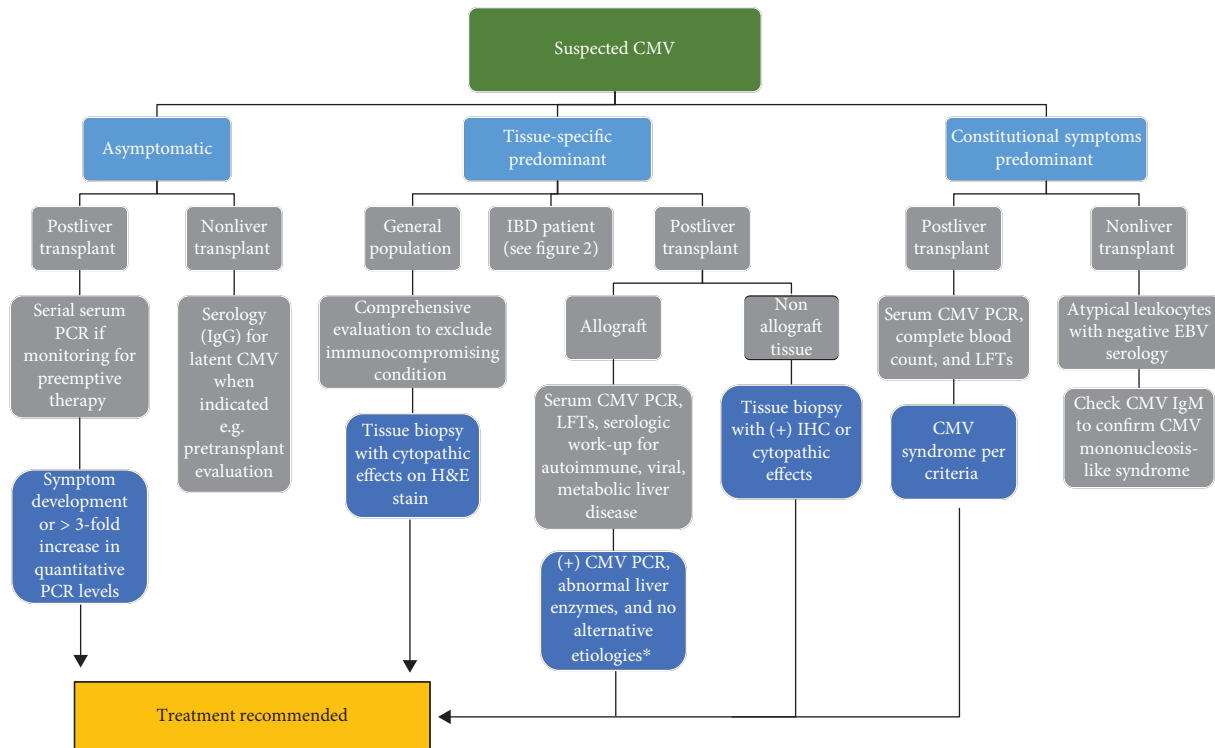 Suspected CMV
Asymptomatic
Tissue-specific
predominant
Constitutional symptoms
predominant
Postliver
transplant
Nonliver
transplant
General
population
IBD patient
(see figure 2)
Postliver
transplant
Postliver
transplant
Nonliver
transplant
Serial serum
PCR if
monitoring for
preemptive
therapy
Serology
(IgG) for
latent CMV
when
indicated
e.g.
pretransplant
evaluation
Comprehensive
evaluation to exclude
immunocompromising
condition
Allograft
Non
allograft
tissue
Serum CMV PCR,
complete blood
count, and LFTs
Atypical leukocytes
with negative EBV
serology
Symptom
development
or > 3-fold
increase in
quantitative
PCR levels
Tissue biopsy
with cytopathic
effects on H&E
stain
Serum CMV PCR,
LFTs, serologic
work-up for
autoimmune, viral,
metabolic liver
disease
Tissue biopsy
with (+) IHC or
cytopathic
effects
CMV
syndrome per
criteria
Check CMV IgM
to confirm CMV
mononucleosis-
like syndrome
(+) CMV PCR,
abnormal liver
enzymes, and no
alternative
etiologies*
Treatment recommended